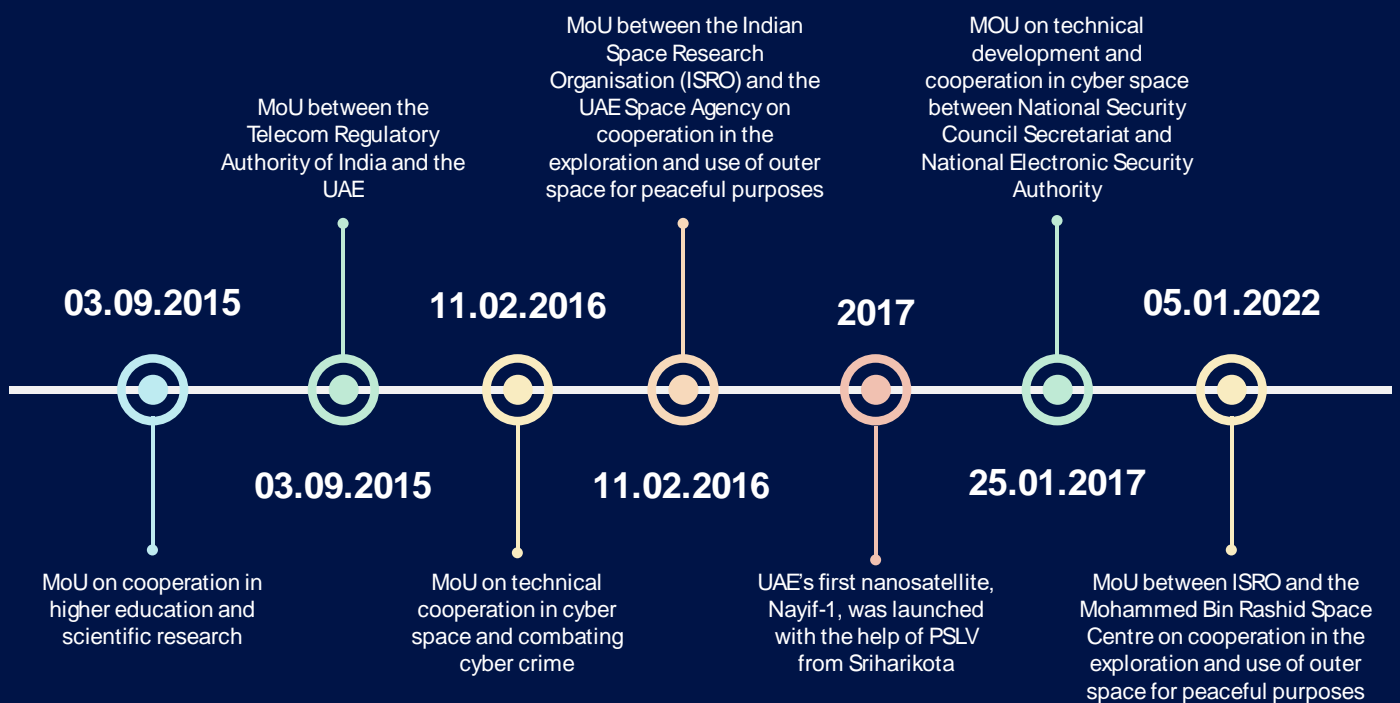 03.09.2015
MoU on cooperation in
higher education and
scientific research
MoU between the
Telecom Regulatory
Authority of India and the
UAE
03.09.2015
11.02.2016
MoU on technical
cooperation in cyber
space and combating
cyber crime
MoU between the Indian
Space Research
Organisation (ISRO) and the
UAE Space Agency on
cooperation in the
exploration and use of outer
space for peaceful purposes
11.02.2016
2017
UAE's first nanosatellite,
Nayif-1, was launched
with the help of PSLV
from Sriharikota
MOU on technical
development and
cooperation in cyber space
between National Security
Council Secretariat and
National Electronic Security
Authority
25.01.2017
05.01.2022
MoU between ISRO and the
Mohammed Bin Rashid Space
Centre on cooperation in the
exploration and use of outer
space for peaceful purposes